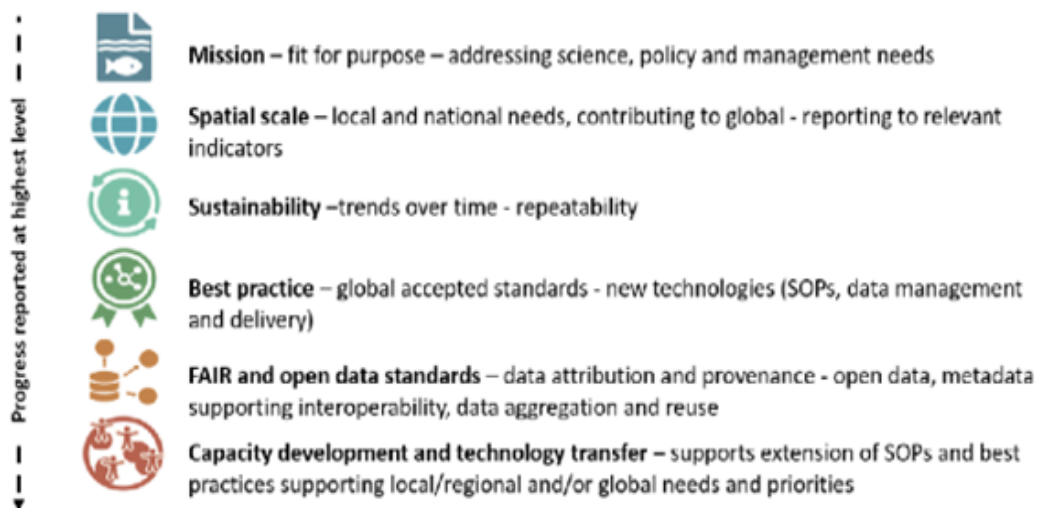 Progress reported at highest level
Mission – fit for purpose – addressing science, policy and management needs
Spatial scale – local and national needs, contributing to global - reporting to relevant
indicators
Sustainability –trends over time - repeatability
Best practice – global accepted standards - new technologies (SOPs, data management
and delivery)
FAIR and open data standards – data attribution and provenance - open data, metadata
supporting interoperability, data aggregation and reuse
Capacity development and technology transfer – supports extension of SOPs and best
practices supporting local/regional and/or global needs and priorities